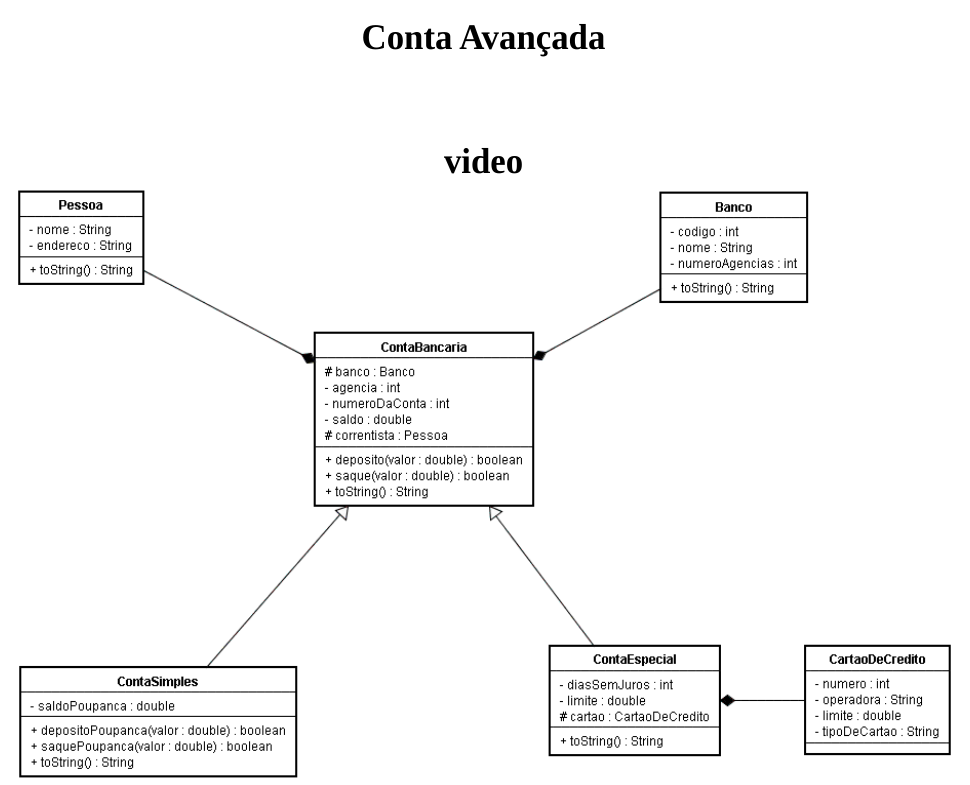 Conta Avançada
video
Pessoa
- nome : String
- endereco : String
+ toString() : String
Banco
- codigo : int
- nome : String
- numeroAgencias : int
+ toString() : String
ContaBancaria
# banco : Banco
- agencia : int
- numeroDaConta : int
- saldo : double
# correntista : Pessoa
+ deposito(valor : double) : boolean
+ saque(valor : double) : boolean
+ toString() : String
ContaSimples
- saldoPoupanca : double
+ depositoPoupanca(valor : double) : boolean
+ saquePoupanca(valor : double) : boolean
+ toString() : String
ContaEspecial
- diasSemJuros : int
- limite : double
# cartao : CartaoDeCredito
+ toString() : String
CartaoDeCredito
- numero : int
- operadora : String
- limite : double
- tipoDeCartao : String